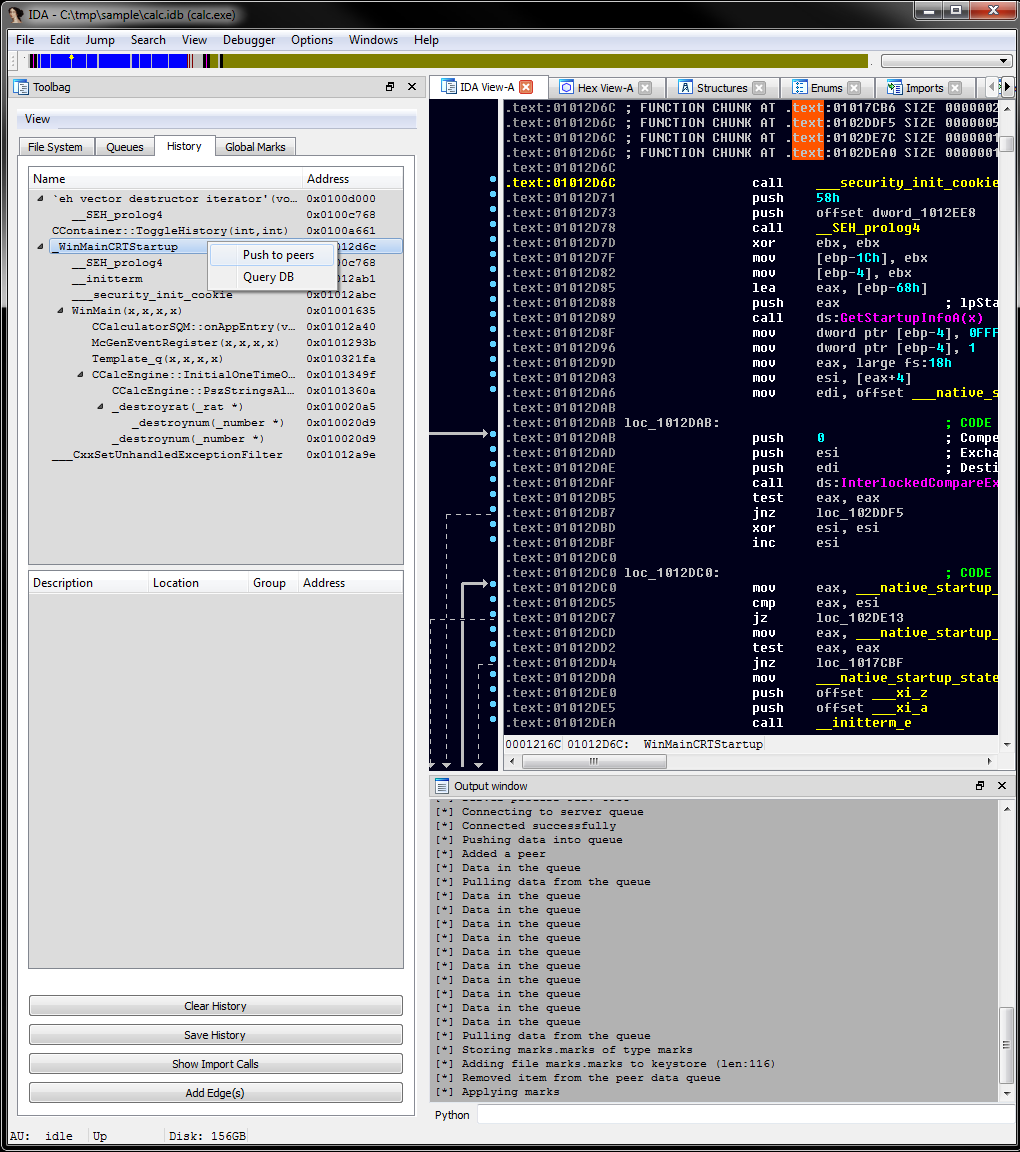 IDA - C:\tmp\sample\calc.idb (calc.exe)
File Edit Jump Search View Debugger Options Windows Help
Toolbag
View
File System Queues History Global Marks
Name Address
`eh vector destructor iterator'(vo... 0x0100d000
__SEH_prolog4 0x0100c768
CContainer::ToggleHistory(int,int) 0x0100a661
_WinMainCRTStartup 012d6c
__SEH_prolog4 00c768
__initterm 012ab1
___security_init_cookie 0x01012abc
WinMain(x,x,x,x) 0x01001635
CCalculatorSQM::onAppEntry(v... 0x01012a40
McGenEventRegister(x,x,x,x) 0x0101293b
Template_q(x,x,x,x) 0x010321fa
CCalcEngine::InitialOneTimeO... 0x0101349f
CCalcEngine::PszStringsAl... 0x0101360a
_destroyrat(_rat *) 0x010020a5
_destroynum(_number *) 0x010020d9
_destroynum(_number *) 0x010020d9
___CxxSetUnhandledExceptionFilter 0x01012a9e
Push to peers
Query DB
Description Location Group Address
Clear History
Save History
Show Import Calls
Add Edge(s)
IDA View-A Hex View-A Structures Enums Imports
.text:01012D6C ; FUNCTION CHUNK AT .text:01017CB6 SIZE 0000002
.text:01012D6C ; FUNCTION CHUNK AT .text:0102DDF5 SIZE 0000005
.text:01012D6C ; FUNCTION CHUNK AT .text:0102DE7C SIZE 0000001
.text:01012D6C ; FUNCTION CHUNK AT .text:0102DEA0 SIZE 0000001
.text:01012D6C
.text:01012D6C call ___security_init_cookie
.text:01012D71 push 58h
.text:01012D73 push offset dword_1012EE8
.text:01012D78 call __SEH_prolog4
.text:01012D7D xor ebx, ebx
.text:01012D7F mov [ebp-1Ch], ebx
.text:01012D82 mov [ebp-4], ebx
.text:01012D85 lea eax, [ebp-68h]
.text:01012D88 push eax ; lpSta
.text:01012D89 call ds:GetStartupInfoA(x)
.text:01012D8F mov dword ptr [ebp-4], 0FFF
.text:01012D96 mov dword ptr [ebp-4], 1
.text:01012D9D mov eax, large fs:18h
.text:01012DA3 mov esi, [eax+4]
.text:01012DA6 mov edi, offset ___native_s
.text:01012DAB
.text:01012DAB loc_1012DAB: ; CODE
.text:01012DAB push 0 ; Compe
.text:01012DAD push esi ; Excha
.text:01012DAE push edi ; Desti
.text:01012DAF call ds:InterlockedCompareEx
.text:01012DB5 test eax, eax
.text:01012DB7 jnz loc_102DDF5
.text:01012DBD xor esi, esi
.text:01012DBF inc esi
.text:01012DC0
.text:01012DC0 loc_1012DC0: ; CODE
.text:01012DC0 mov eax, ___native_startup_
.text:01012DC5 cmp eax, esi
.text:01012DC7 jz loc_102DE13
.text:01012DCD mov eax, ___native_startup_
.text:01012DD2 test eax, eax
.text:01012DD4 jnz loc_1017CBF
.text:01012DDA mov ___native_startup_state
.text:01012DE0 push offset ___xi_z
.text:01012DE5 push offset ___xi_a
.text:01012DEA call __initterm_e
0001216C 01012D6C: WinMainCRTStartup
Output window
[*] Connecting to server queue
[*] Connected successfully
[*] Pushing data into queue
[*] Added a peer
[*] Data in the queue
[*] Pulling data from the queue
[*] Data in the queue
[*] Data in the queue
[*] Data in the queue
[*] Data in the queue
[*] Data in the queue
[*] Data in the queue
[*] Data in the queue
[*] Data in the queue
[*] Data in the queue
[*] Data in the queue
[*] Pulling data from the queue
[*] Storing marks.marks of type marks
[*] Adding file marks.marks to keystore (len:116)
[*] Removed item from the peer data queue
[*] Applying marks
Python
AU: idle Up Disk: 156GB